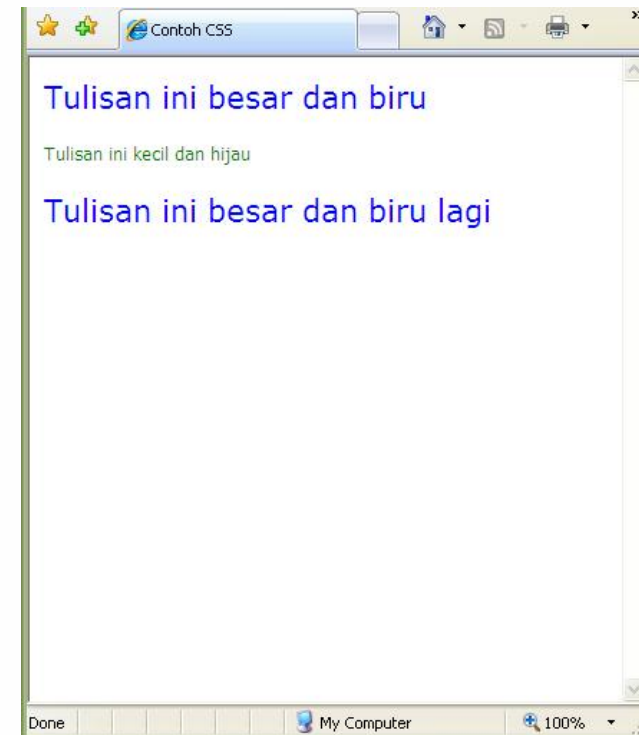 Contoh CSS
Tulisan ini besar dan biru
Tulisan ini kecil dan hijau
Tulisan ini besar dan biru lagi
Done
My Computer
100%